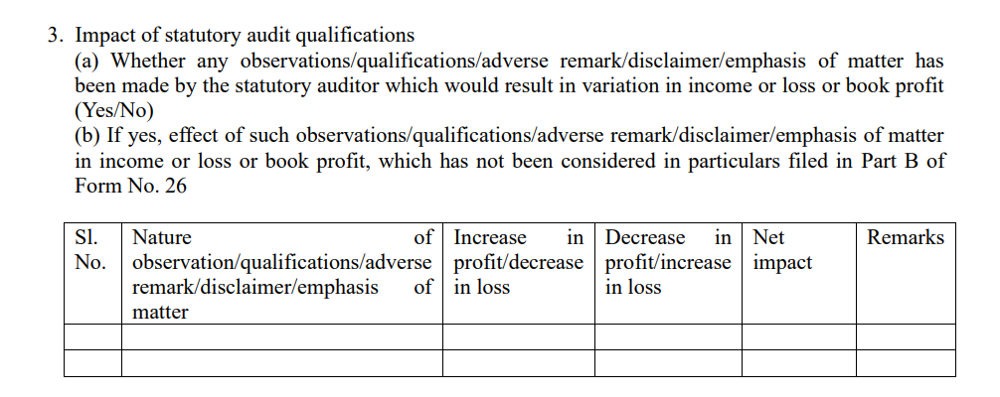 3. Impact of statutory audit qualifications
(a) Whether any observations/qualifications/adverse remark/disclaimer/emphasis of matter has
been made by the statutory auditor which would result in variation in income or loss or book profit
(Yes/No)
(b) If yes, effect of such observations/qualifications/adverse remark/disclaimer/emphasis of matter
in income or loss or book profit, which has not been considered in particulars filed in Part B of
Form No. 26
Sl. Nature of Increase in Decrease in Net Remarks
No. observation/qualifications/adverse profit/decrease profit/increase impact
remark/disclaimer/emphasis of in loss in loss
matter